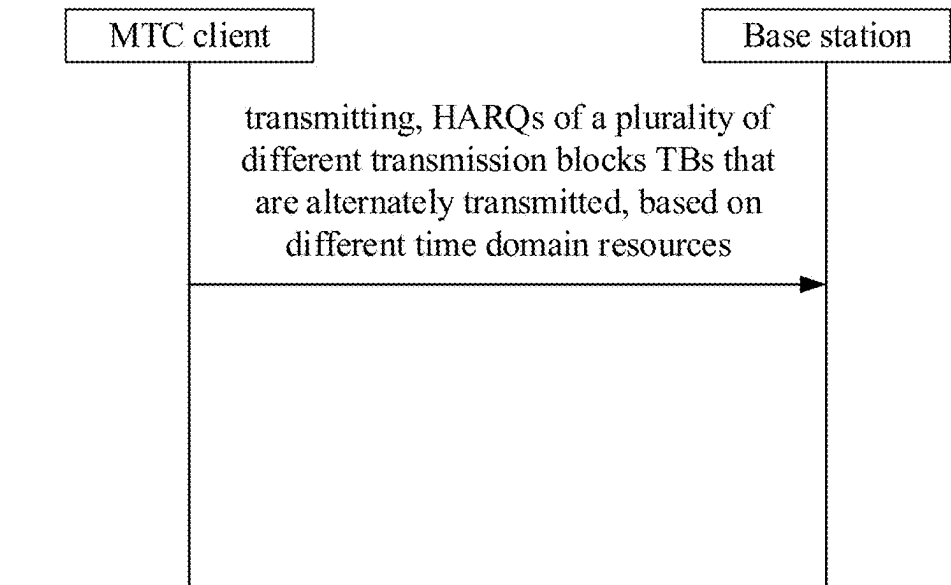 MTC client
Base station
transmitting, HARQs of a plurality of
different transmission blocks TBs that
are alternately transmitted, based on
different time domain resources